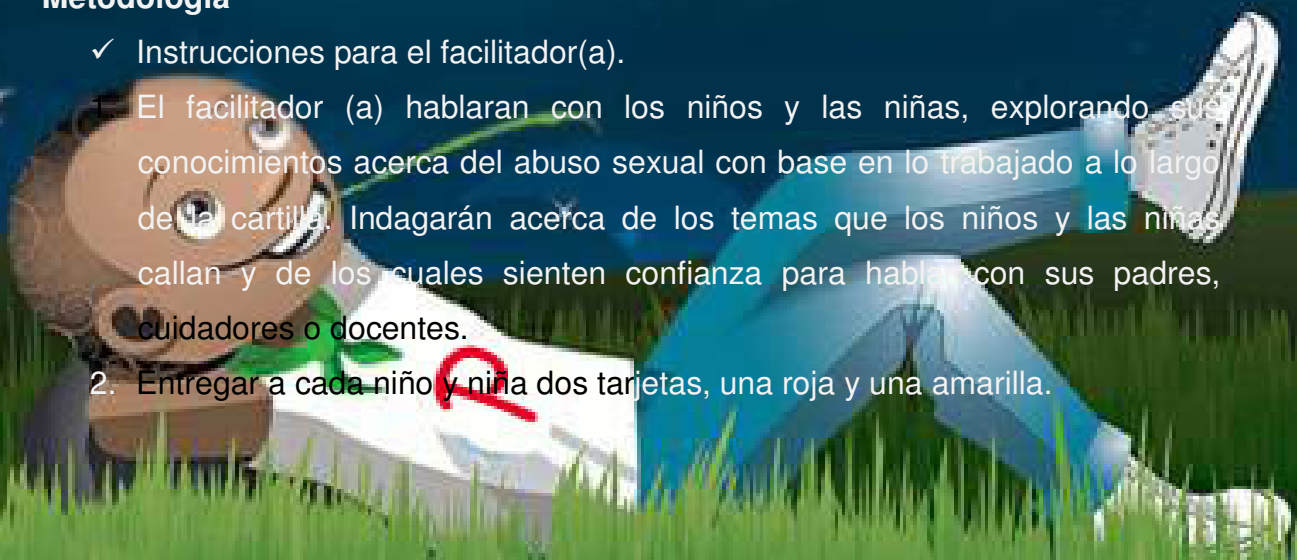 Metodología
✓ Instrucciones para el facilitador(a).
1. El facilitador (a) hablaran con los niños y las niñas, explorando sus
conocimientos acerca del abuso sexual con base en lo trabajado a lo largo
de la cartilla. Indagarán acerca de los temas que los niños y las niñas
callan y de los cuales sienten confianza para hablar con sus padres,
cuidadores o docentes.
2. Entregar a cada niño y niña dos tarjetas, una roja y una amarilla.
P